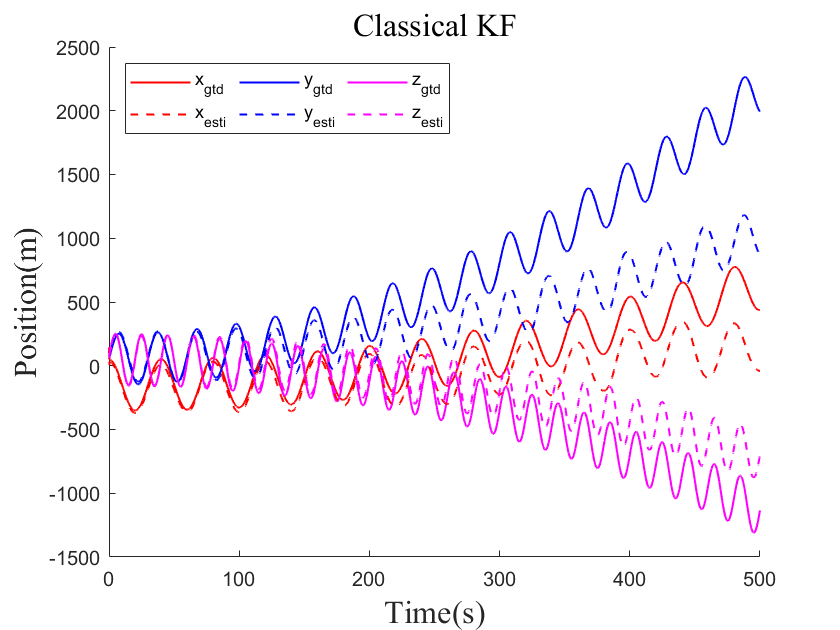 Classical KF
x_gtd y_gtd z_gtd
x_esti y_esti z_esti
2500
2000
1500
1000
500
0
-500
-1000
-1500
Position(m)
0 100 200 300 400 500
Time(s)